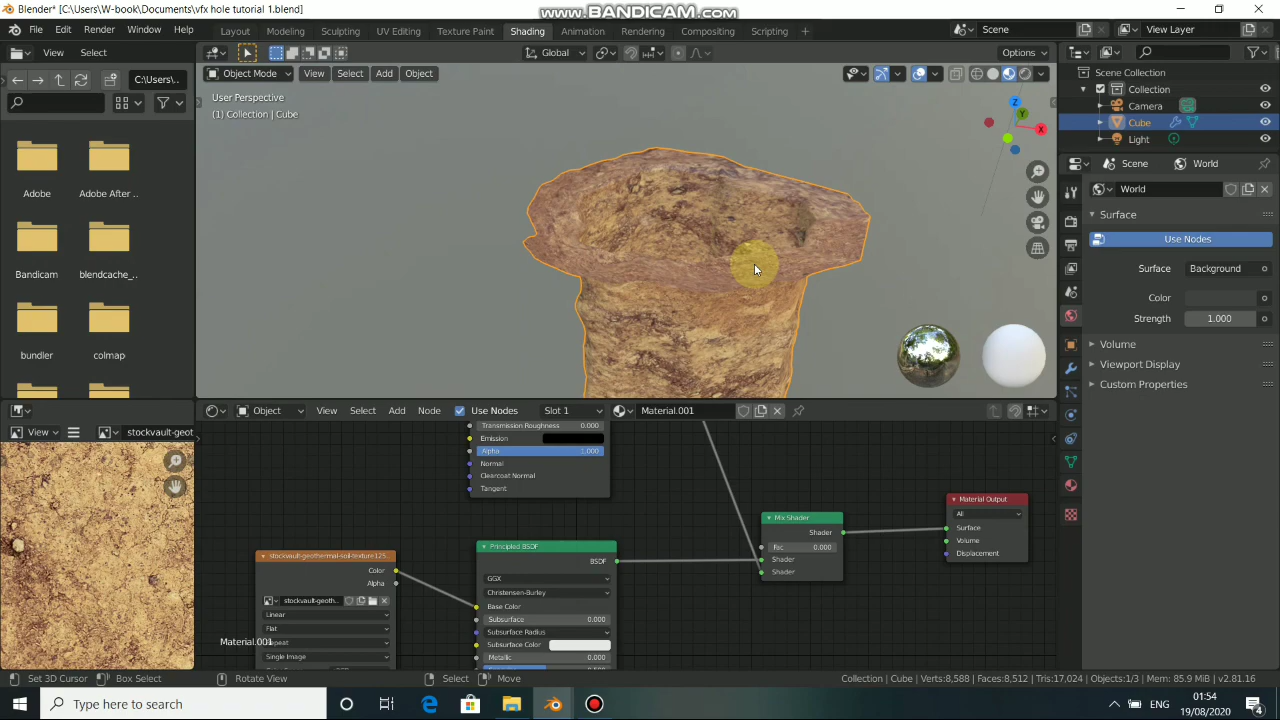 Blender* [C:\Users\W-book\Documents\vfx hole tutorial 1.blend]
www.BANDICAM.com
File Edit Render Window Help
Layout Modeling Sculpting UV Editing Texture Paint Shading Animation Rendering Compositing Scripting +
Scene
View Layer
View Select
Global
Options
C:\Users\..
Object Mode View Select Add Object
User Perspective
(1) Collection | Cube
Z
Y
X
Adobe
Adobe After ..
Bandicam
blendcache_..
bundler
colmap
Scene Collection
Collection
Camera
Cube
Light
Scene World
World
Surface
Use Nodes
Surface Background
Color
Strength 1.000
Volume
Viewport Display
Custom Properties
View
stockvault-geot
Object View Select Add Node Use Nodes Slot 1 Material.001
Transmission Roughness 0.000
Emission
Alpha 1.000
Normal
Clearcoat Normal
Tangent
Material Output
All
Surface
Volume
Displacement
Mix Shader
Shader
Fac 0.000
Shader
Shader
Principled BSDF
BSDF
GGX
Christensen-Burley
Base Color
Subsurface 0.000
Subsurface Radius
Subsurface Color
Metallic 0.000
stockvault-geothermal-soil-texture125...
Color
Alpha
stockvault-geoth..
Linear
Flat
Repeat
Single Image
Material.001
Set 3D Cursor Box Select Rotate View Select Move
Collection | Cube | Verts:8,588 | Faces:8,512 | Tris:17,024 | Objects:1/3 | Mem: 85.9 MiB | v2.81.16
Type here to search
01:54
19/08/2020
4